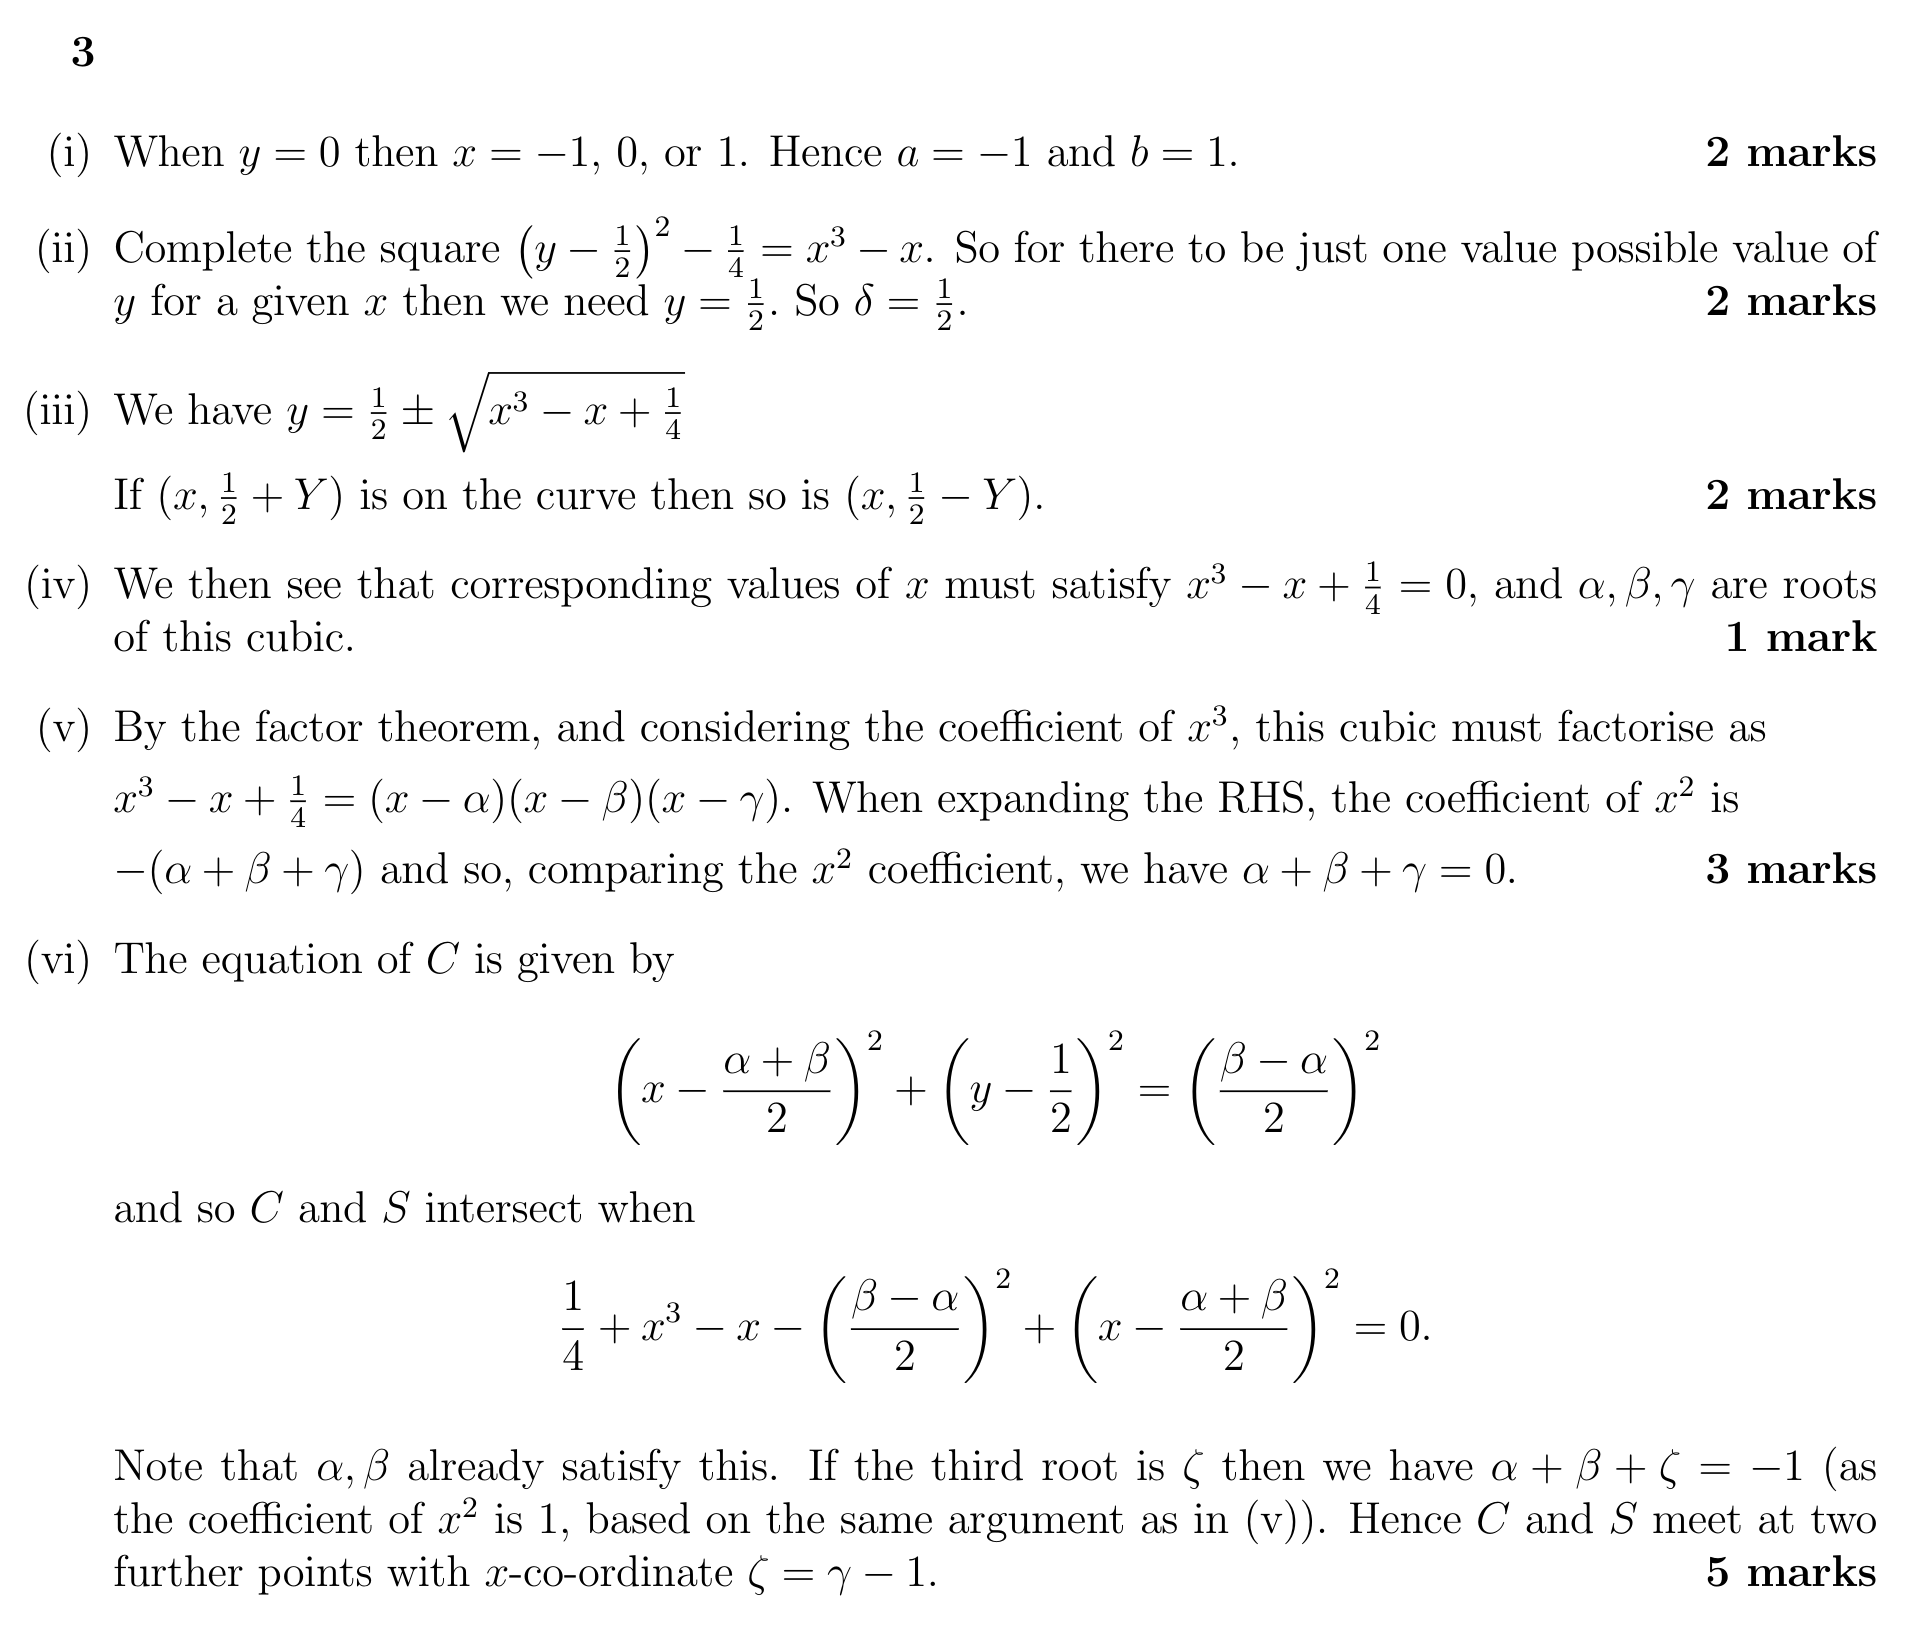 3
(i) When y = 0 then x = −1, 0, or 1. Hence a = −1 and b = 1. 2 marks
(ii) Complete the square (y − 1/2)² − 1/4 = x³ − x. So for there to be just one value possible value of
y for a given x then we need y = 1/2. So δ = 1/2. 2 marks
(iii) We have y = 1/2 ± √(x³ − x + 1/4)
If (x, 1/2 + Y) is on the curve then so is (x, 1/2 − Y). 2 marks
(iv) We then see that corresponding values of x must satisfy x³ − x + 1/4 = 0, and α, β, γ are roots
of this cubic. 1 mark
(v) By the factor theorem, and considering the coefficient of x³, this cubic must factorise as
x³ − x + 1/4 = (x − α)(x − β)(x − γ). When expanding the RHS, the coefficient of x² is
−(α + β + γ) and so, comparing the x² coefficient, we have α + β + γ = 0. 3 marks
(vi) The equation of C is given by
(x − (α + β)/2)² + (y − 1/2)² = ((β − α)/2)²
and so C and S intersect when
1/4 + x³ − x − ((β − α)/2)² + (x − (α + β)/2)² = 0.
Note that α, β already satisfy this. If the third root is ζ then we have α + β + ζ = −1 (as
the coefficient of x² is 1, based on the same argument as in (v)). Hence C and S meet at two
further points with x-co-ordinate ζ = γ − 1. 5 marks